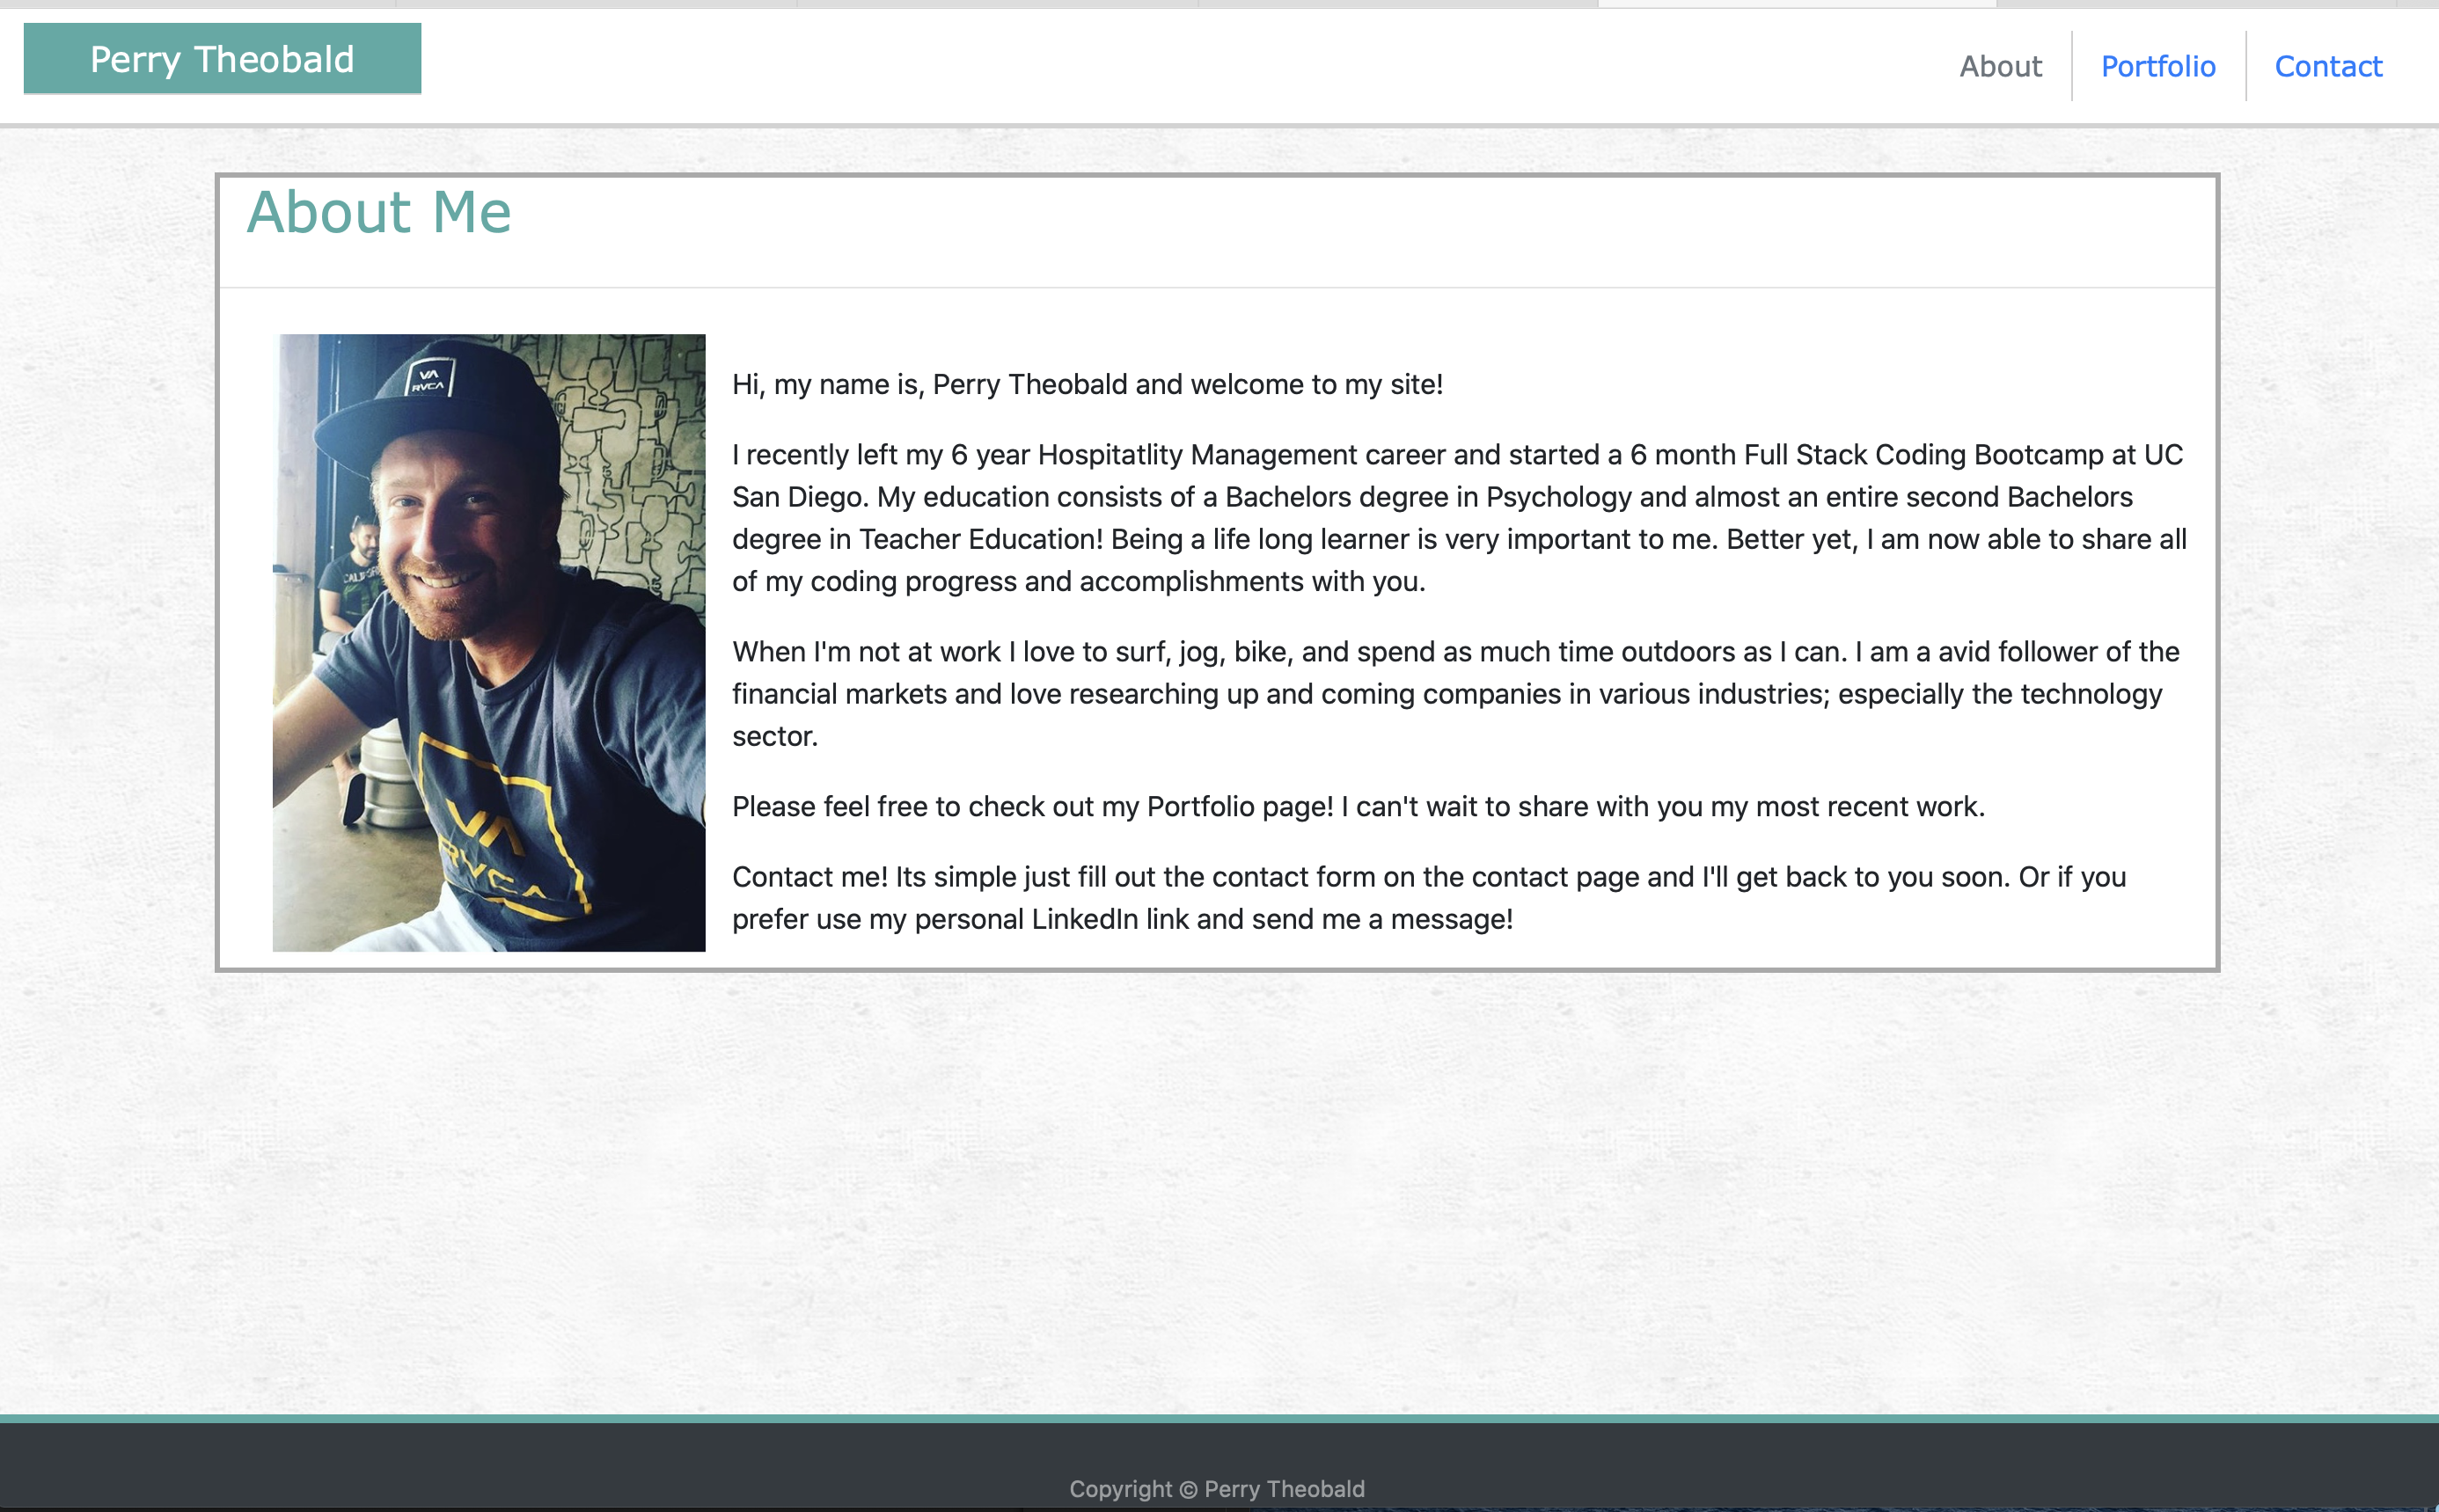 Perry Theobald
About
Portfolio
Contact
About Me
Hi, my name is, Perry Theobald and welcome to my site!
I recently left my 6 year Hospitatlity Management career and started a 6 month Full Stack Coding Bootcamp at UC
San Diego. My education consists of a Bachelors degree in Psychology and almost an entire second Bachelors
degree in Teacher Education! Being a life long learner is very important to me. Better yet, I am now able to share all
of my coding progress and accomplishments with you.
When I'm not at work I love to surf, jog, bike, and spend as much time outdoors as I can. I am a avid follower of the
financial markets and love researching up and coming companies in various industries; especially the technology
sector.
Please feel free to check out my Portfolio page! I can't wait to share with you my most recent work.
Contact me! Its simple just fill out the contact form on the contact page and I'll get back to you soon. Or if you
prefer use my personal LinkedIn link and send me a message!
VA
RVCA
VA
RVCA
Copyright © Perry Theobald